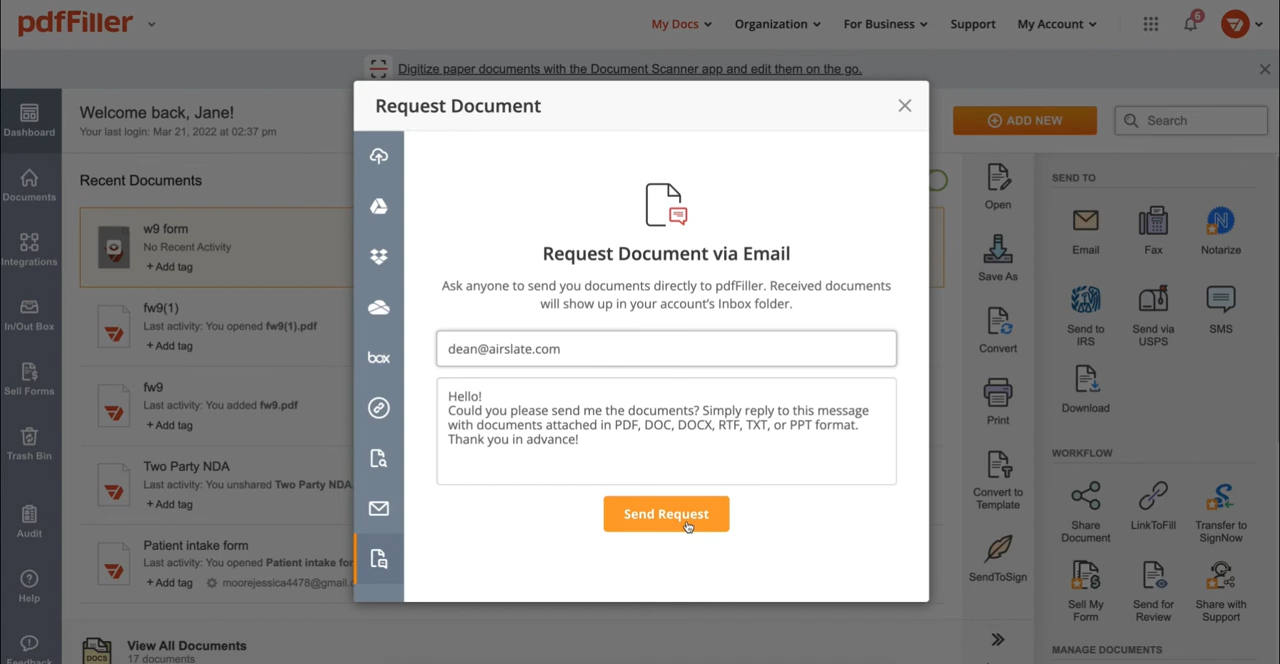 pdfFiller
My Docs
Organization
For Business
Support
My Account
6
Digitize paper documents with the Document Scanner app and edit them on the go.
Welcome back, Jane!
Your last login: Mar 21, 2022 at 02:37 pm
ADD NEW
Search
Dashboard
Documents
Integrations
In/Out Box
Sell Forms
Trash Bin
Audit
Help
Feedback
Recent Documents
w9 form
No Recent Activity
+ Add tag
fw9(1)
Last activity: You opened fw9(1).pdf
+ Add tag
fw9
Last activity: You added fw9.pdf
+ Add tag
Two Party NDA
Last activity: You unshared Two Party NDA
+ Add tag
Patient intake form
Last activity: You opened Patient intake for
+ Add tag moorejessica4478@gmail.c
DOCS
View All Documents
17 documents
Request Document
box
Request Document via Email
Ask anyone to send you documents directly to pdfFiller. Received documents
will show up in your account's Inbox folder.
dean@airslate.com
Hello!
Could you please send me the documents? Simply reply to this message
with documents attached in PDF, DOC, DOCX, RTF, TXT, or PPT format.
Thank you in advance!
Send Request
Open
Save As
Convert
Print
Convert to
Template
SendToSign
SEND TO
Email
Fax
Notarize
Send to
IRS
Send via
USPS
SMS
Download
WORKFLOW
Share
Document
LinkToFill
Transfer to
SignNow
Sell My
Form
Send for
Review
Share with
Support
MANAGE DOCUMENTS